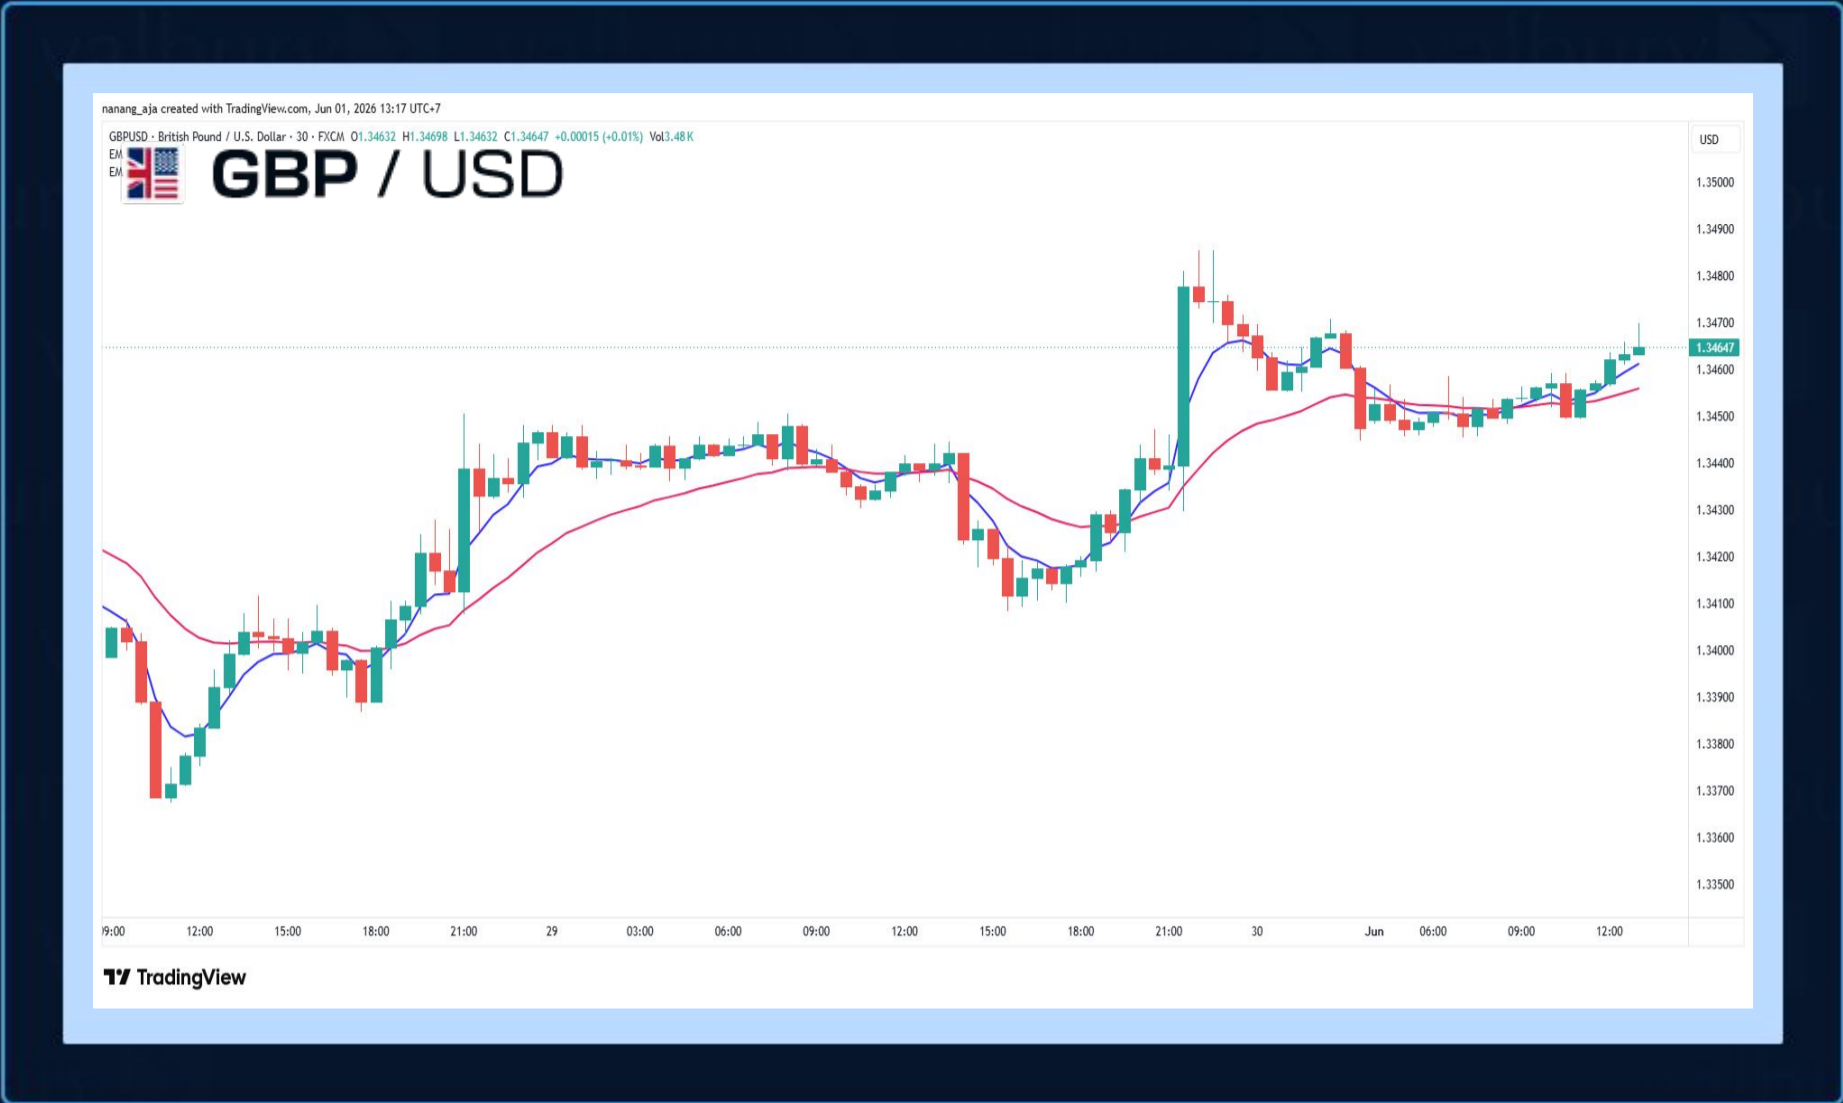 nanang_aja created with TradingView.com, Jun 01, 2026 13:17 UTC+7
GBPUSD · British Pound / U.S. Dollar · 30 · FXCM O1.34632 H1.34698 L1.34632 C1.34647 +0.00015 (+0.01%) Vol3.48 K
EM
EM
GBP / USD
USD
1.35000
1.34900
1.34800
1.34700
1.34647
1.34600
1.34500
1.34400
1.34300
1.34200
1.34100
1.34000
1.33900
1.33800
1.33700
1.33600
1.33500
09:00 12:00 15:00 18:00 21:00 29 03:00 06:00 09:00 12:00 15:00 18:00 21:00 30 Jun 06:00 09:00 12:00
TradingView